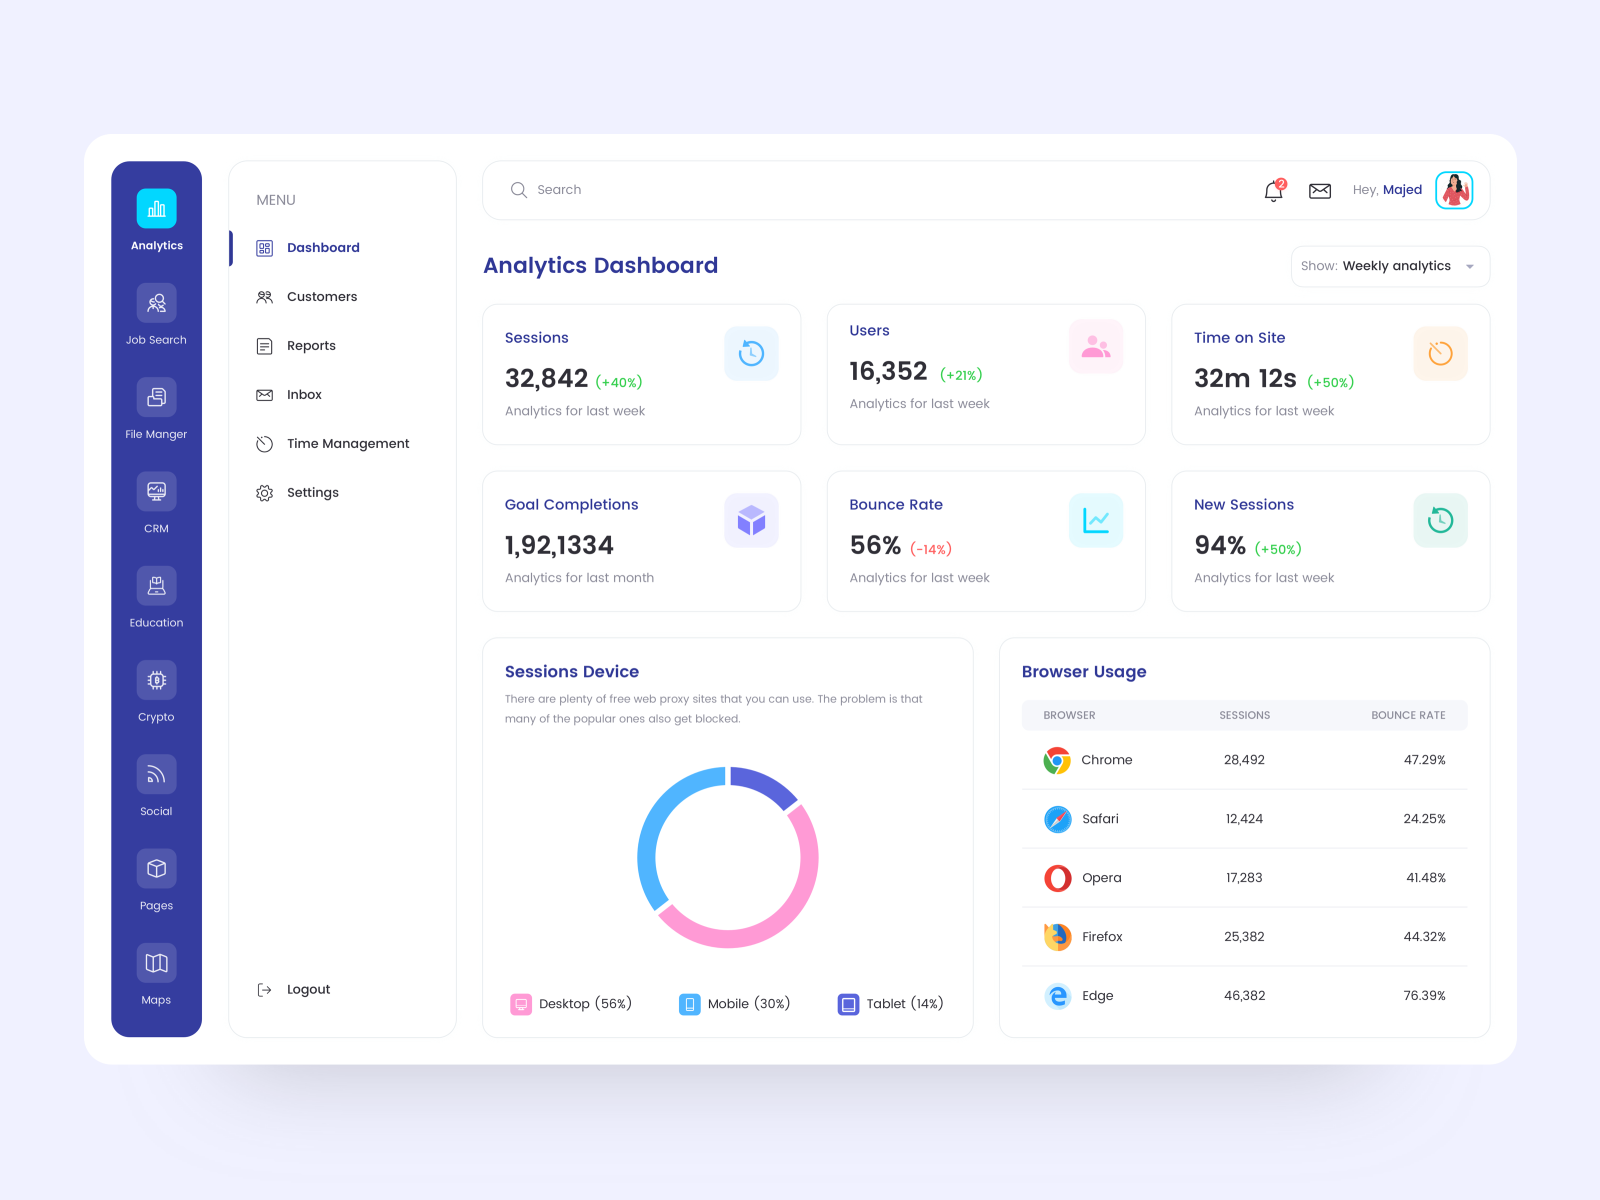 Analytics
Job Search
File Manger
CRM
Education
Crypto
Social
Pages
Maps
MENU
Dashboard
Customers
Reports
Inbox
Time Management
Settings
Logout
Search
2
Hey, Majed
Analytics Dashboard
Show: Weekly analytics
Sessions
32,842 (+40%)
Analytics for last week
Users
16,352 (+21%)
Analytics for last week
Time on Site
32m 12s (+50%)
Analytics for last week
Goal Completions
1,92,1334
Analytics for last month
Bounce Rate
56% (-14%)
Analytics for last week
New Sessions
94% (+50%)
Analytics for last week
Sessions Device
There are plenty of free web proxy sites that you can use. The problem is that
many of the popular ones also get blocked.
Desktop (56%) Mobile (30%) Tablet (14%)
Browser Usage
BROWSER SESSIONS BOUNCE RATE
Chrome 28,492 47.29%
Safari 12,424 24.25%
Opera 17,283 41.48%
Firefox 25,382 44.32%
Edge 46,382 76.39%